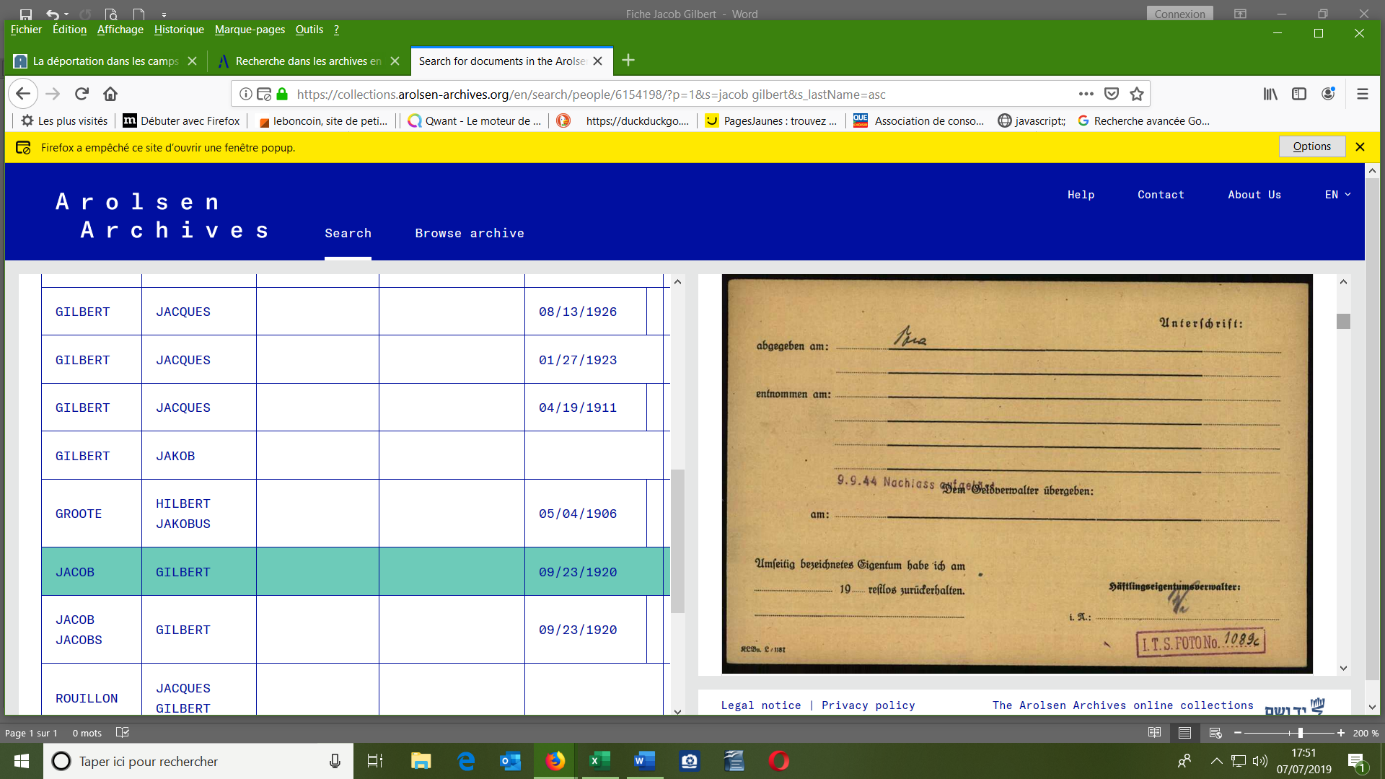 Fiche Jacob Gilbert - Word
Connexion
Fichier Édition Affichage Historique Marque-pages Outils ?
La déportation dans les camps
Recherche dans les archives en
Search for documents in the Arolse
https://collections.arolsen-archives.org/en/search/people/6154198/?p=1&s=jacob gilbert&s_lastName=asc
Les plus visités
Débuter avec Firefox
leboncoin, site de peti...
Qwant - Le moteur de ...
https://duckduckgo....
PagesJaunes : trouvez ...
Association de conso...
javascript:;
Recherche avancée Go...
Firefox a empêché ce site d'ouvrir une fenêtre popup.
Options
Arolsen
Archives
Search
Browse archive
Help
Contact
About Us
EN
GILBERT JACQUES 08/13/1926
GILBERT JACQUES 01/27/1923
GILBERT JACQUES 04/19/1911
GILBERT JAKOB
HILBERT
GROOTE JAKOBUS 05/04/1906
JACOB GILBERT 09/23/1920
JACOB
JACOBS GILBERT 09/23/1920
JACQUES
ROUILLON GILBERT
Unterschrift:
abgegeben am:
entnommen am:
9.9.44 Nachlass
Dem Geldverwalter übergeben:
am:
Umseitig bezeichnetes Eigentum habe ich am
19 restlos zurückerhalten.
Häftlingseigentumsverwalter:
i. A.:
I.T.S. FOTO No. 1089c
Legal notice | Privacy policy
The Arolsen Archives online collections
Page 1 sur 1 0 mots
200 %
Taper ici pour rechercher
17:51
07/07/2019
1